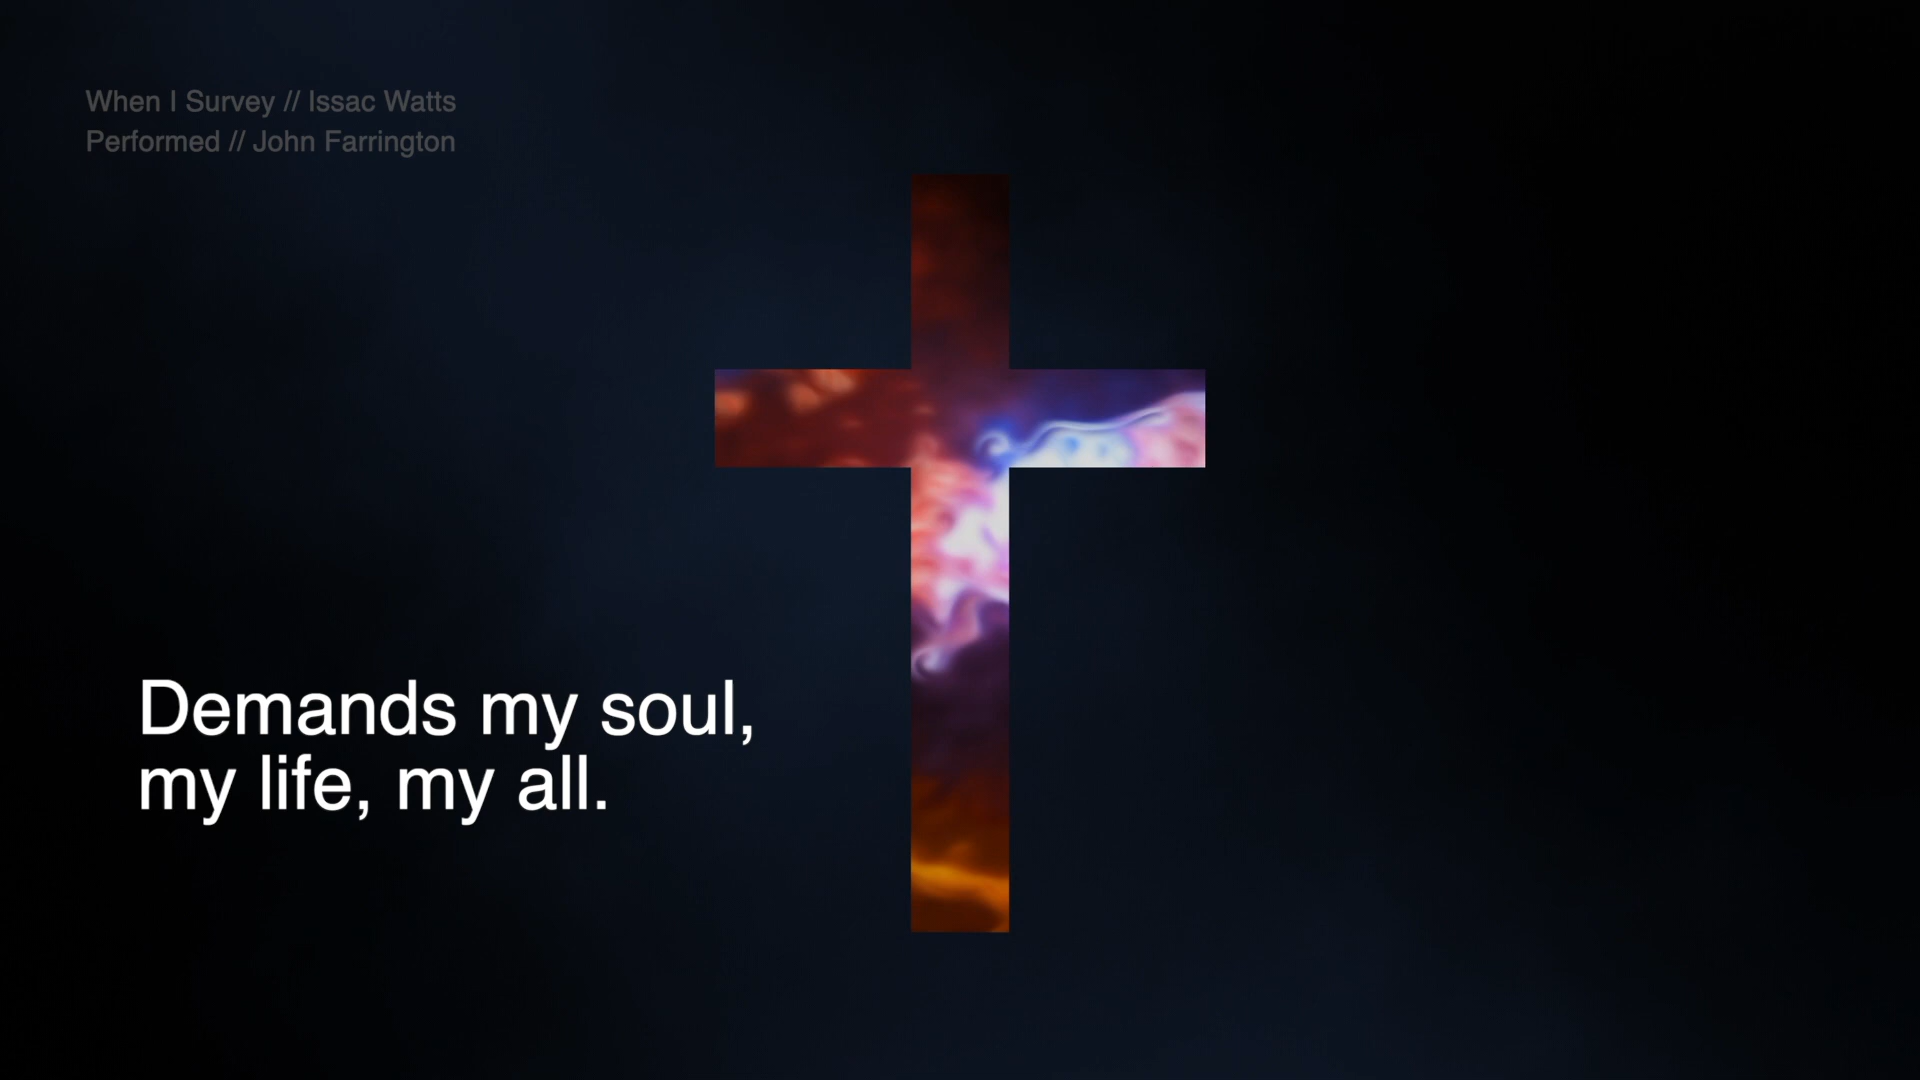 When I Survey // Issac Watts
Performed // John Farrington
Demands my soul,
my life, my all.